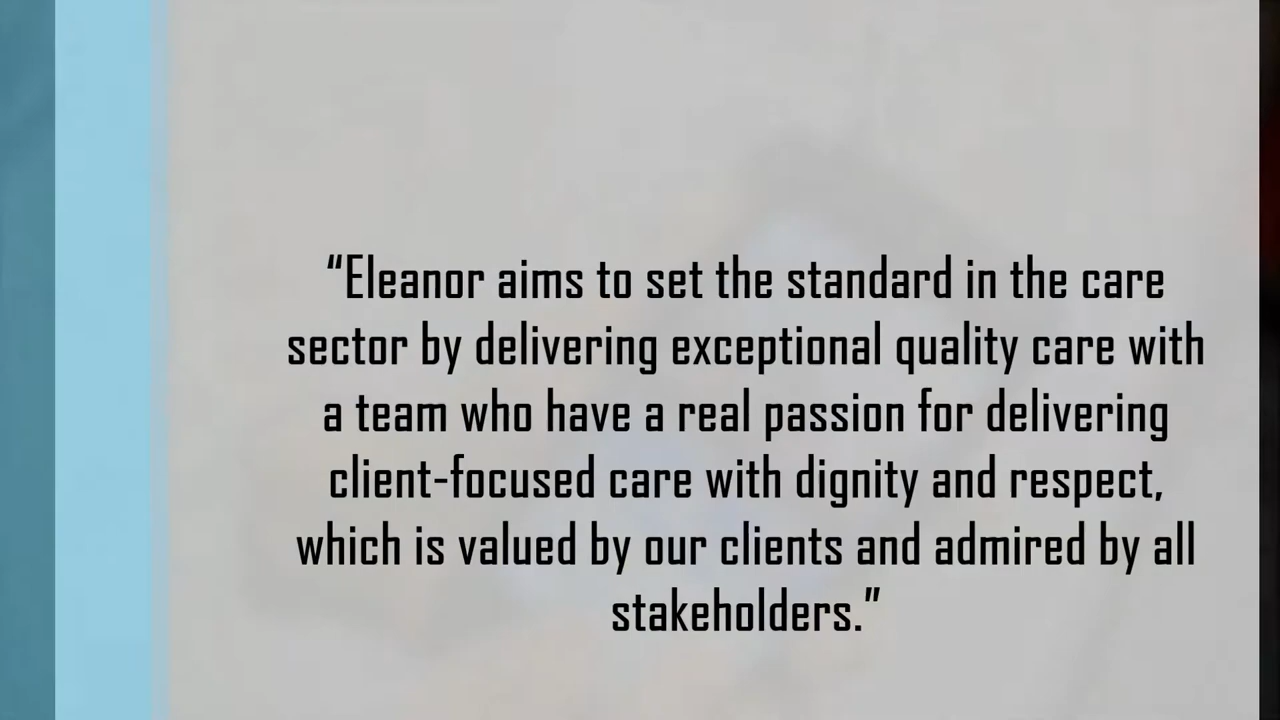 “Eleanor aims to set the standard in the care
sector by delivering exceptional quality care with
a team who have a real passion for delivering
client-focused care with dignity and respect,
which is valued by our clients and admired by all
stakeholders.”